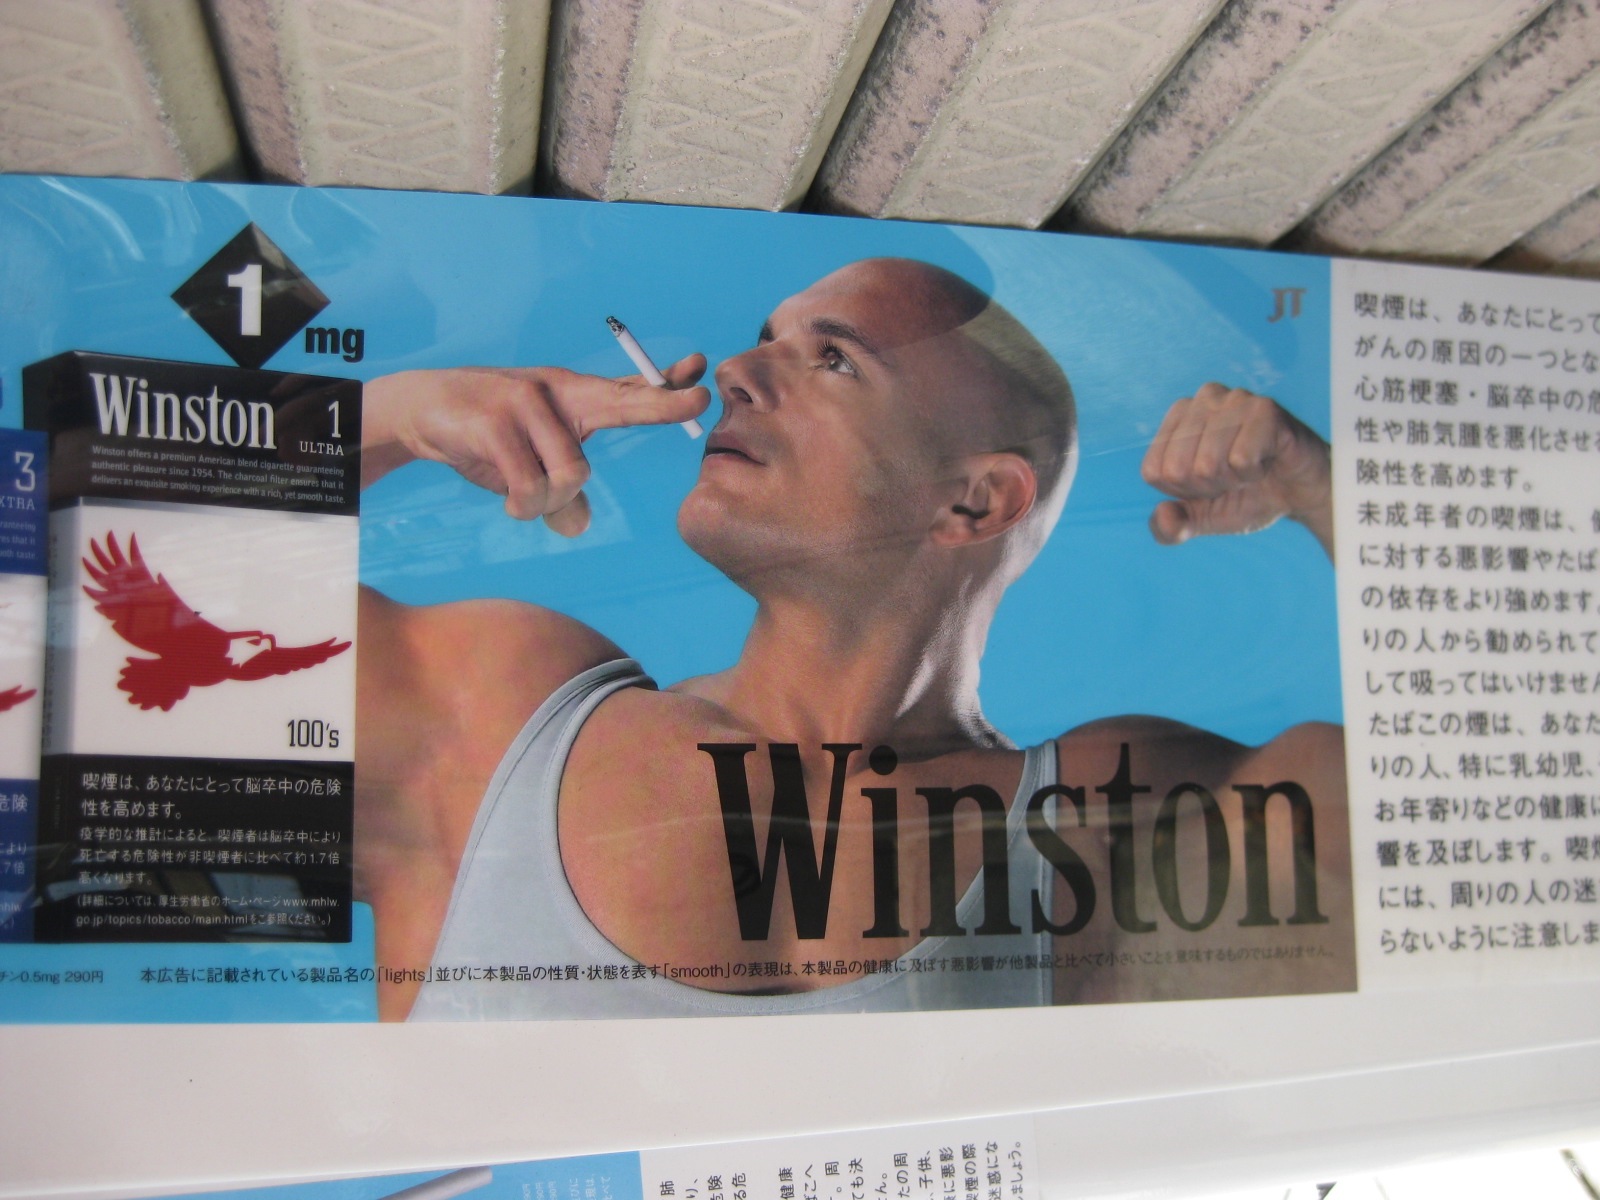 1
mg
Winston
1
ULTRA
Winston offers a premium American blend cigarette guaranteeing
authentic pleasure since 1954. The charcoal filter ensures that it
delivers an exquisite smoking experience with a rich, yet smooth taste.
100's
喫煙は、あなたにとって脳卒中の危険
性を高めます。
疫学的な推計によると、喫煙者は脳卒中により
死亡する危険性が非喫煙者に比べて約1.7倍
高くなります。
(詳細については、厚生労働省のホーム・ページwww.mhlw.
go.jp/topics/tobacco/main.htmlをご参照ください。)
3
XTRA
危険
により
.7倍
JT
Winston
チン0.5mg 290円
本広告に記載されている製品名の「lights」並びに本製品の性質・状態を表す「smooth」の表現は、本製品の健康に及ぼす悪影響が他製品と比べて小さいことを意味するものではありません。
喫煙は、あなたにとって
がんの原因の一つとな
心筋梗塞・脳卒中の危
性や肺気腫を悪化させる
険性を高めます。
未成年者の喫煙は、健
に対する悪影響やたば
の依存をより強めます。
りの人から勧められて
して吸ってはいけません
たばこの煙は、あなた
りの人、特に乳幼児、
お年寄りなどの健康に
響を及ぼします。喫煙
には、周りの人の迷
らないように注意しま